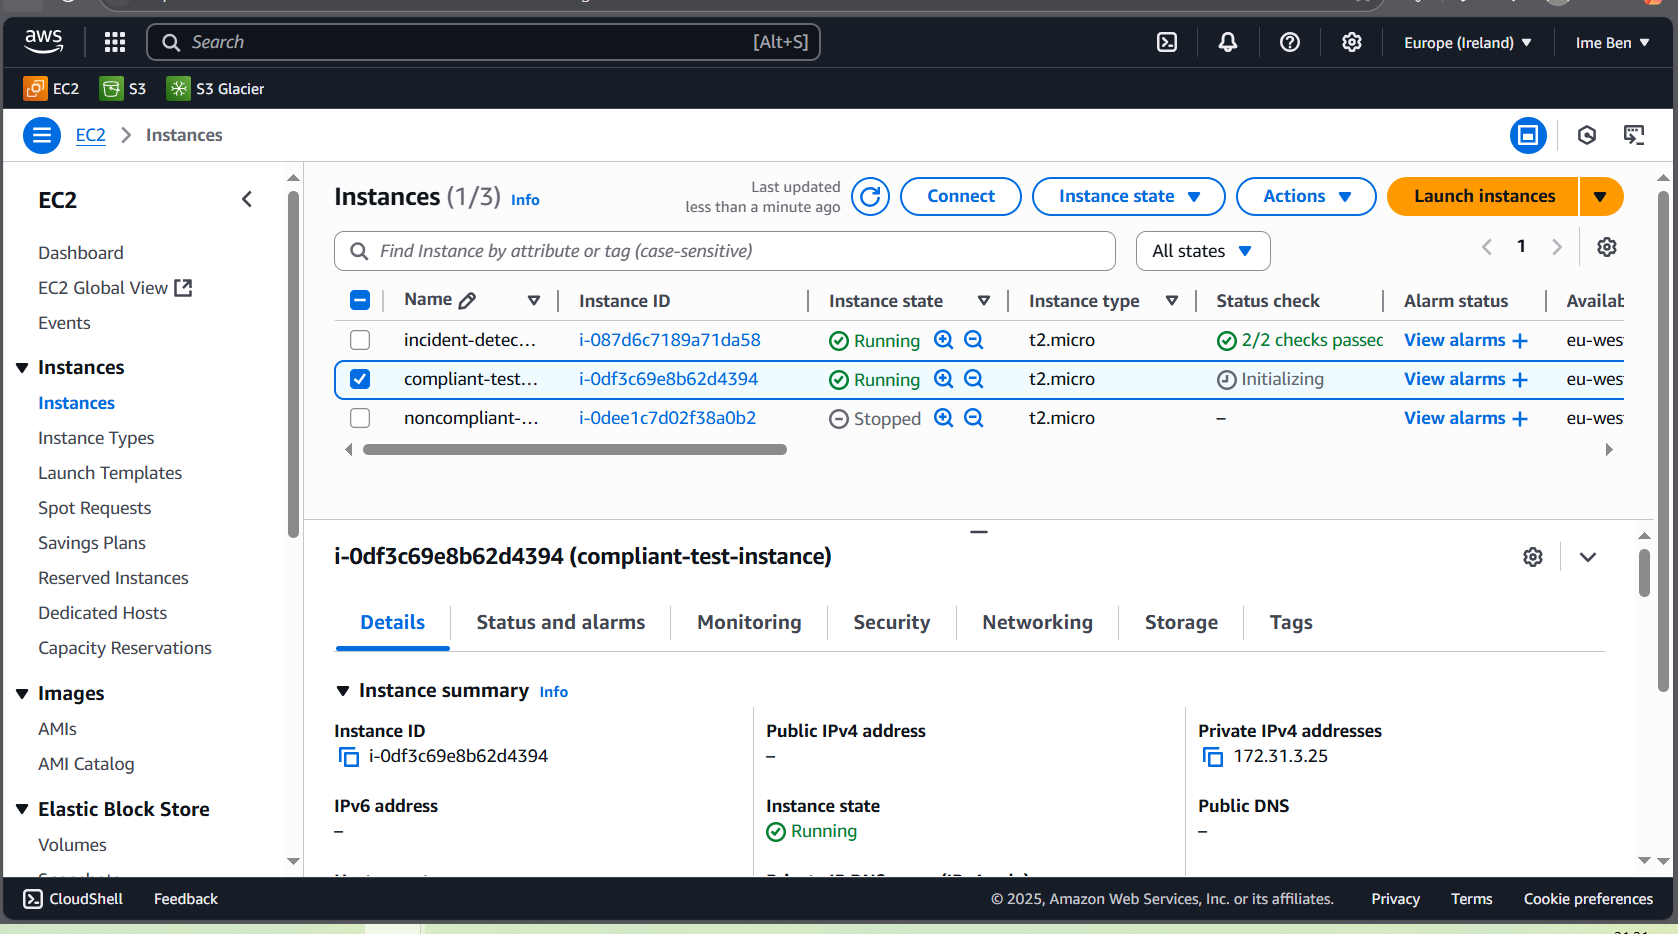 aws
Search [Alt+S] Europe (Ireland) Ime Ben
EC2 S3 S3 Glacier
EC2 Instances
EC2
Dashboard
EC2 Global View
Events
Instances
Instances
Instance Types
Launch Templates
Spot Requests
Savings Plans
Reserved Instances
Dedicated Hosts
Capacity Reservations
Images
AMIs
AMI Catalog
Elastic Block Store
Volumes
Instances (1/3) Info
Last updated
less than a minute ago
Connect Instance state Actions Launch instances
Find Instance by attribute or tag (case-sensitive) All states 1
Name Instance ID Instance state Instance type Status check Alarm status Availab
incident-detec... i-087d6c7189a71da58 Running t2.micro 2/2 checks passed View alarms + eu-wes
compliant-test... i-0df3c69e8b62d4394 Running t2.micro Initializing View alarms + eu-wes
noncompliant-... i-0dee1c7d02f38a0b2 Stopped t2.micro – View alarms + eu-wes
i-0df3c69e8b62d4394 (compliant-test-instance)
Details Status and alarms Monitoring Security Networking Storage Tags
Instance summary Info
Instance ID
i-0df3c69e8b62d4394
Public IPv4 address
–
Private IPv4 addresses
172.31.3.25
IPv6 address
–
Instance state
Running
Public DNS
–
CloudShell Feedback © 2025, Amazon Web Services, Inc. or its affiliates. Privacy Terms Cookie preferences